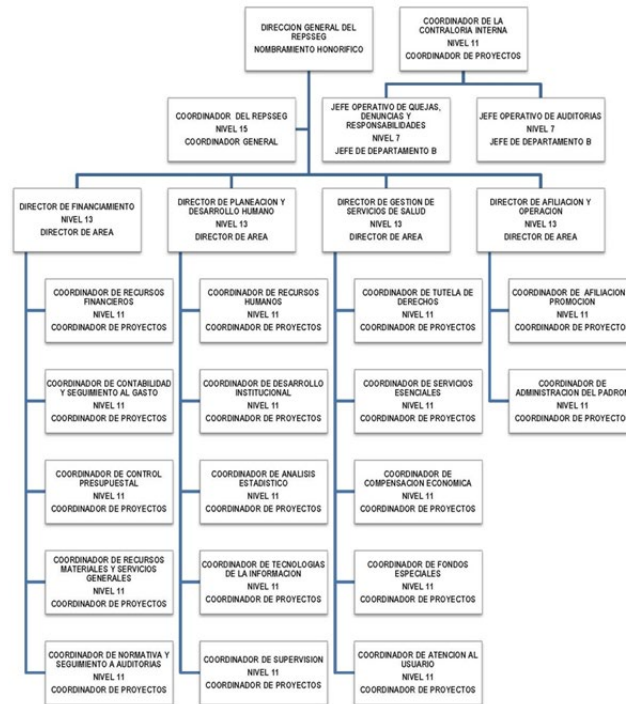 DIRECCION GENERAL DEL
REPSSEG
NOMBRAMIENTO HONORIFICO
COORDINADOR DE LA
CONTRALORIA INTERNA
NIVEL 11
COORDINADOR DE PROYECTOS
COORDINADOR DEL REPSSEG
NIVEL 15
COORDINADOR GENERAL
JEFE OPERATIVO DE QUEJAS,
DENUNCIAS Y
RESPONSABILIDADES
NIVEL 7
JEFE DE DEPARTAMENTO B
JEFE OPERATIVO DE AUDITORIAS
NIVEL 7
JEFE DE DEPARTAMENTO B
DIRECTOR DE FINANCIAMIENTO
NIVEL 13
DIRECTOR DE AREA
DIRECTOR DE PLANEACION Y
DESARROLLO HUMANO
NIVEL 13
DIRECTOR DE AREA
DIRECTOR DE GESTION DE
SERVICIOS DE SALUD
NIVEL 13
DIRECTOR DE AREA
DIRECTOR DE AFILIACION Y
OPERACION
NIVEL 13
DIRECTOR DE AREA
COORDINADOR DE RECURSOS
FINANCIEROS
NIVEL 11
COORDINADOR DE PROYECTOS
COORDINADOR DE CONTABILIDAD
Y SEGUIMIENTO AL GASTO
NIVEL 11
COORDINADOR DE PROYECTOS
COORDINADOR DE CONTROL
PRESUPUESTAL
NIVEL 11
COORDINADOR DE PROYECTOS
COORDINADOR DE RECURSOS
MATERIALES Y SERVICIOS
GENERALES
NIVEL 11
COORDINADOR DE PROYECTOS
COORDINADOR DE NORMATIVA Y
SEGUIMIENTO A AUDITORIAS
NIVEL 11
COORDINADOR DE PROYECTOS
COORDINADOR DE RECURSOS
HUMANOS
NIVEL 11
COORDINADOR DE PROYECTOS
COORDINADOR DE DESARROLLO
INSTITUCIONAL
NIVEL 11
COORDINADOR DE PROYECTOS
COORDINADOR DE ANALISIS
ESTADISTICO
NIVEL 11
COORDINADOR DE PROYECTOS
COORDINADOR DE TECNOLOGIAS
DE LA INFORMACION
NIVEL 11
COORDINADOR DE PROYECTOS
COORDINADOR DE SUPERVISION
NIVEL 11
COORDINADOR DE PROYECTOS
COORDINADOR DE TUTELA DE
DERECHOS
NIVEL 11
COORDINADOR DE PROYECTOS
COORDINADOR DE SERVICIOS
ESENCIALES
NIVEL 11
COORDINADOR DE PROYECTOS
COORDINADOR DE
COMPENSACION ECONOMICA
NIVEL 11
COORDINADOR DE PROYECTOS
COORDINADOR DE FONDOS
ESPECIALES
NIVEL 11
COORDINADOR DE PROYECTOS
COORDINADOR DE ATENCION AL
USUARIO
NIVEL 11
COORDINADOR DE PROYECTOS
COORDINADOR DE AFILIACION
PROMOCION
NIVEL 11
COORDINADOR DE PROYECTO
COORDINADOR DE
ADMINISTRACION DEL PADRON
NIVEL 11
COORDINADOR DE PROYECTO